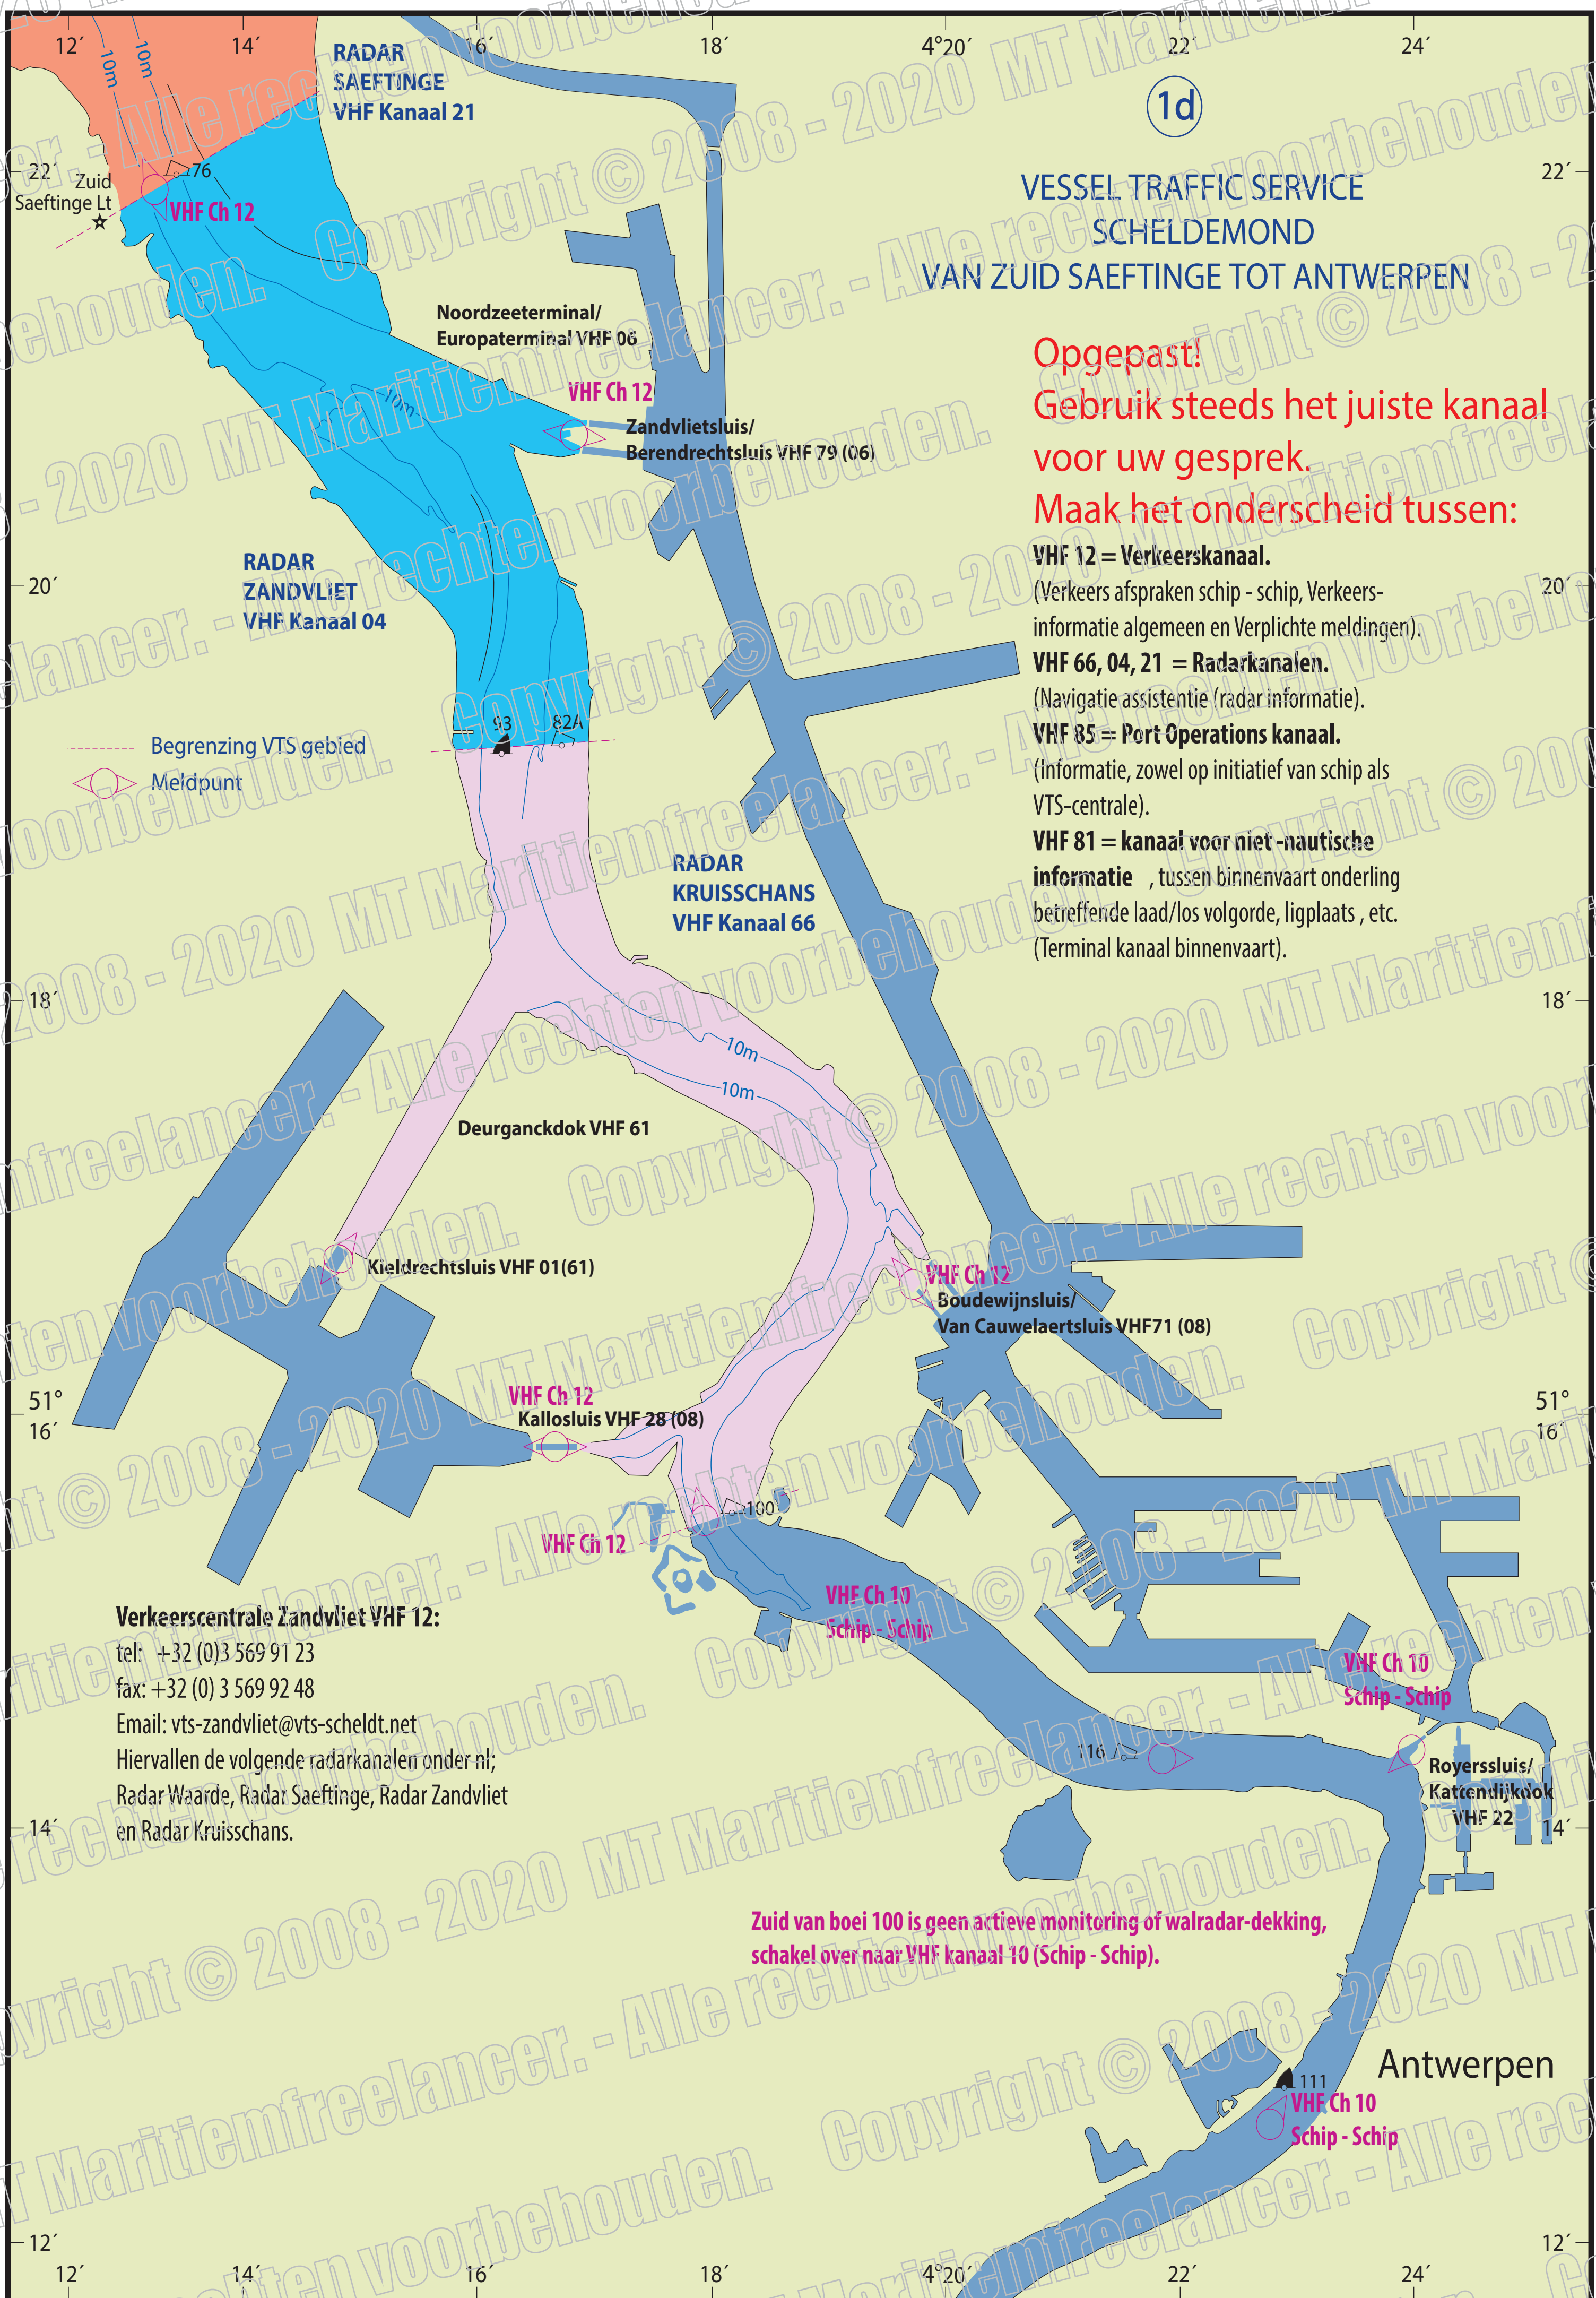 12´ 14´ 16´ 18´ 4°20´ 22´ 24´
10m
10m
RADAR
SAEFTINGE
VHF Kanaal 21
1d
22´
22´
76
Zuid
Saeftinge Lt
VHF Ch 12
VESSEL TRAFFIC SERVICE
SCHELDEMOND
VAN ZUID SAEFTINGE TOT ANTWERPEN
Noordzeeterminal/
Europaterminal VHF 06
VHF Ch 12
10m
Zandvlietsluis/
Berendrechtsluis VHF 79 (06)
Opgepast!
Gebruik steeds het juiste kanaal
voor uw gesprek.
Maak het onderscheid tussen:
VHF 12 = Verkeerskanaal.
(Verkeers afspraken schip - schip, Verkeers-
informatie algemeen en Verplichte meldingen).
VHF 66, 04, 21 = Radarkanalen.
(Navigatie assistentie (radar informatie).
VHF 85 = Port Operations kanaal.
(Informatie, zowel op initiatief van schip als
VTS-centrale).
VHF 81 = kanaal voor niet -nautische
informatie , tussen binnenvaart onderling
betreffende laad/los volgorde, ligplaats , etc.
(Terminal kanaal binnenvaart).
RADAR
ZANDVLIET
VHF Kanaal 04
20´
20´
93
82A
Begrenzing VTS gebied
Meldpunt
RADAR
KRUISSCHANS
VHF Kanaal 66
18´
18´
10m
10m
Deurganckdok VHF 61
Kieldrechtsluis VHF 01(61)
VHF Ch 12
Boudewijnsluis/
Van Cauwelaertsluis VHF71 (08)
51°
16´
51°
16´
VHF Ch 12
Kallosluis VHF 28 (08)
100
VHF Ch 12
VHF Ch 10
Schip - Schip
VHF Ch 10
Schip - Schip
116
Royerssluis/
Kattendijkdok
VHF 22
Verkeerscentrale Zandvliet VHF 12:
tel: +32 (0)3 569 91 23
fax: +32 (0) 3 569 92 48
Email: vts-zandvliet@vts-scheldt.net
Hiervallen de volgende radarkanalen onder nl;
Radar Waarde, Radar Saeftinge, Radar Zandvliet
en Radar Kruisschans.
14´
14´
Zuid van boei 100 is geen actieve monitoring of walradar-dekking,
schakel over naar VHF kanaal 10 (Schip - Schip).
Antwerpen
111
VHF Ch 10
Schip - Schip
12´
12´
12´ 14´ 16´ 18´ 4°20´ 22´ 24´
Copyright © 2008 - 2020 MT Maritiemfreelancer. - Alle rechten voorbehouden.